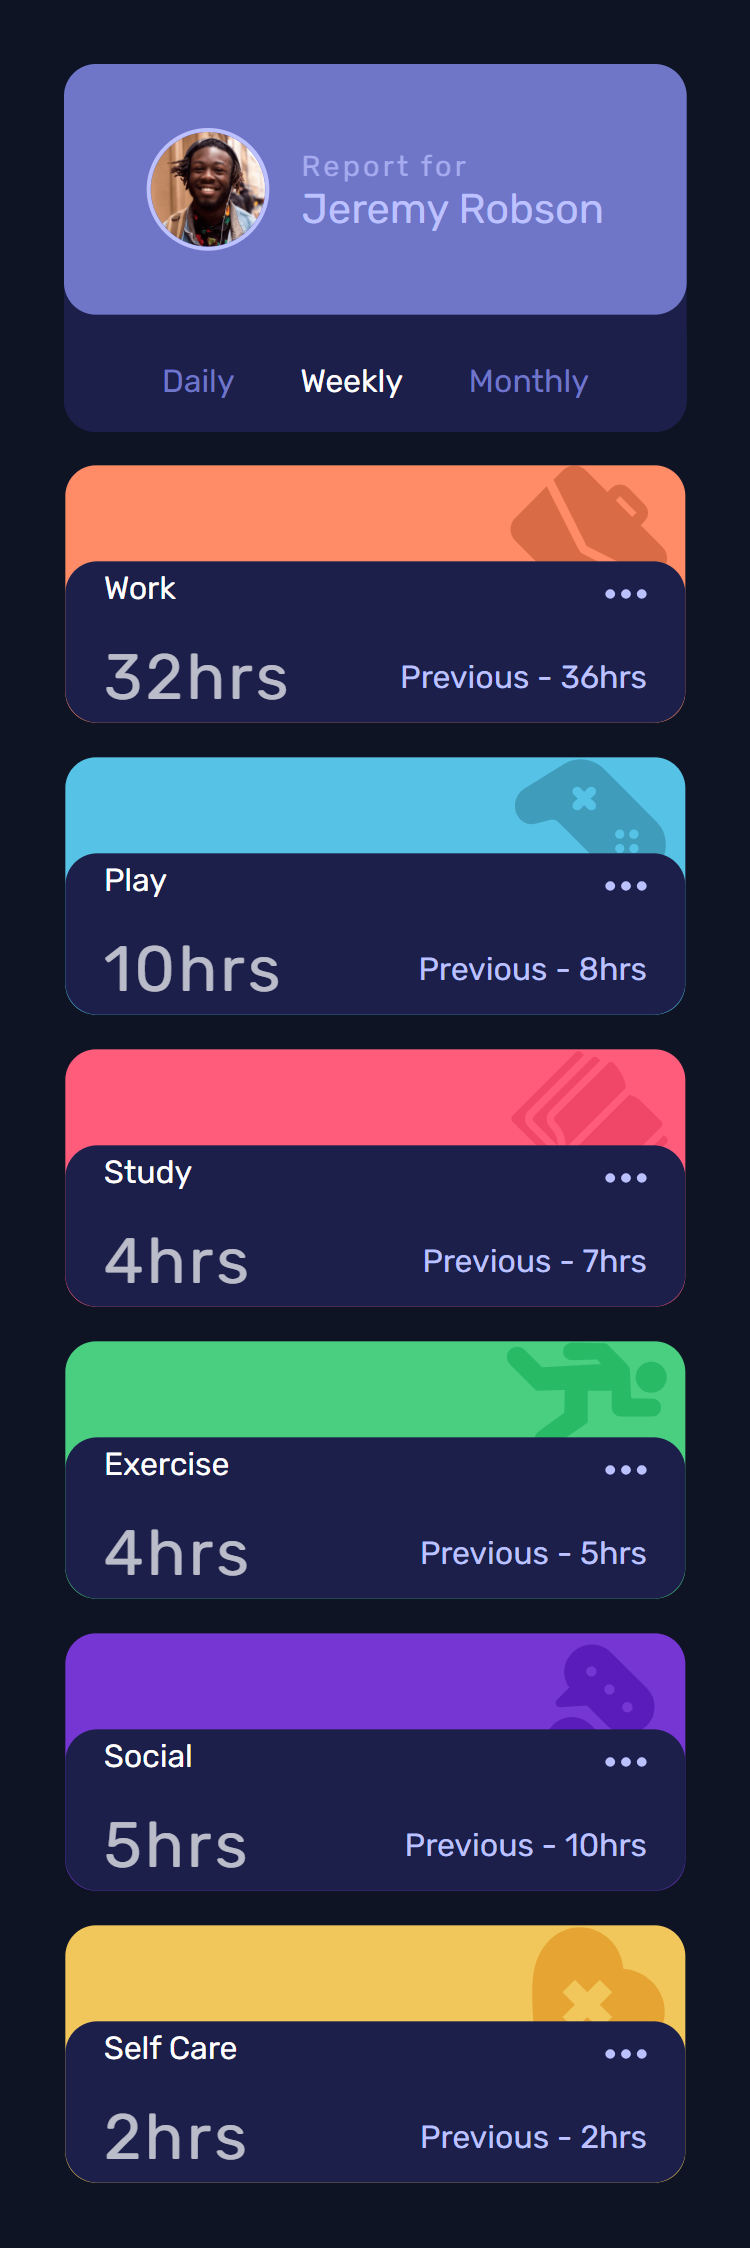 Report for
Jeremy Robson
Daily Weekly Monthly
Work
32hrs Previous - 36hrs
Play
10hrs Previous - 8hrs
Study
4hrs Previous - 7hrs
Exercise
4hrs Previous - 5hrs
Social
5hrs Previous - 10hrs
Self Care
2hrs Previous - 2hrs